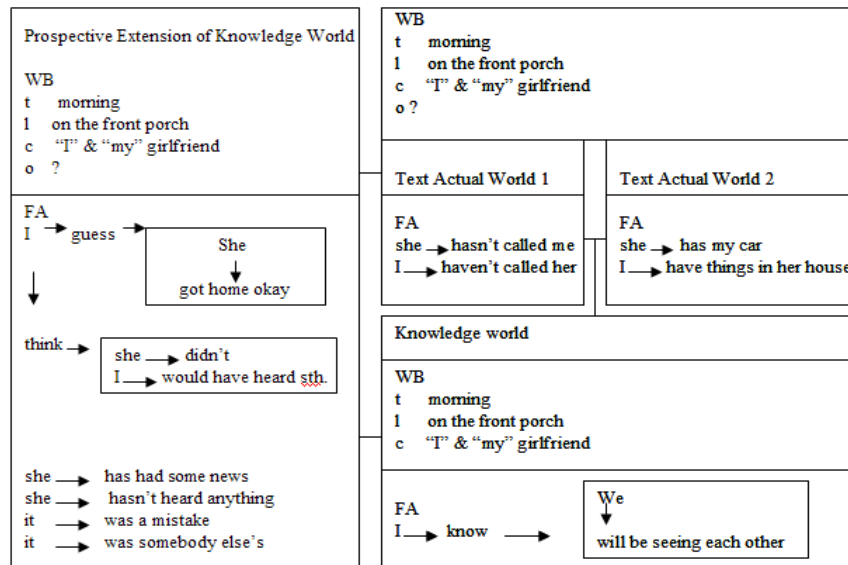 Prospective Extension of Knowledge World
WB
t morning
l on the front porch
c “I” & “my” girlfriend
o ?
FA
I guess
She
got home okay
think
she didn’t
I would have heard sth.
she has had some news
she hasn’t heard anything
it was a mistake
it was somebody else’s
WB
t morning
l on the front porch
c “I” & “my” girlfriend
o ?
Text Actual World 1
FA
she hasn’t called me
I haven’t called her
Text Actual World 2
FA
she has my car
I have things in her house
Knowledge world
WB
t morning
l on the front porch
c “I” & “my” girlfriend
FA
I know
We
will be seeing each other